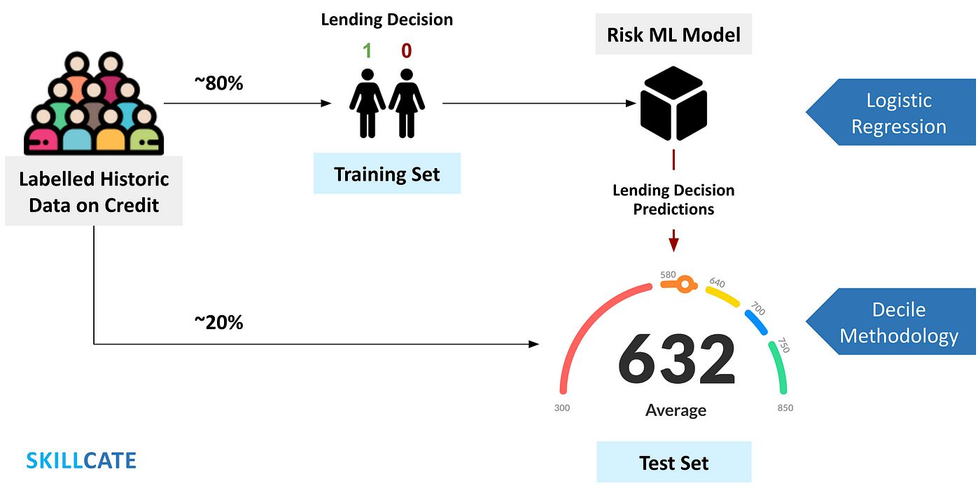 Lending Decision
1 0
Risk ML Model
~80%
Logistic
Regression
Labelled Historic
Data on Credit
Training Set
Lending Decision
Predictions
~20%
580
640
700
750
632
Average
300
850
Decile
Methodology
SKILLCATE
Test Set